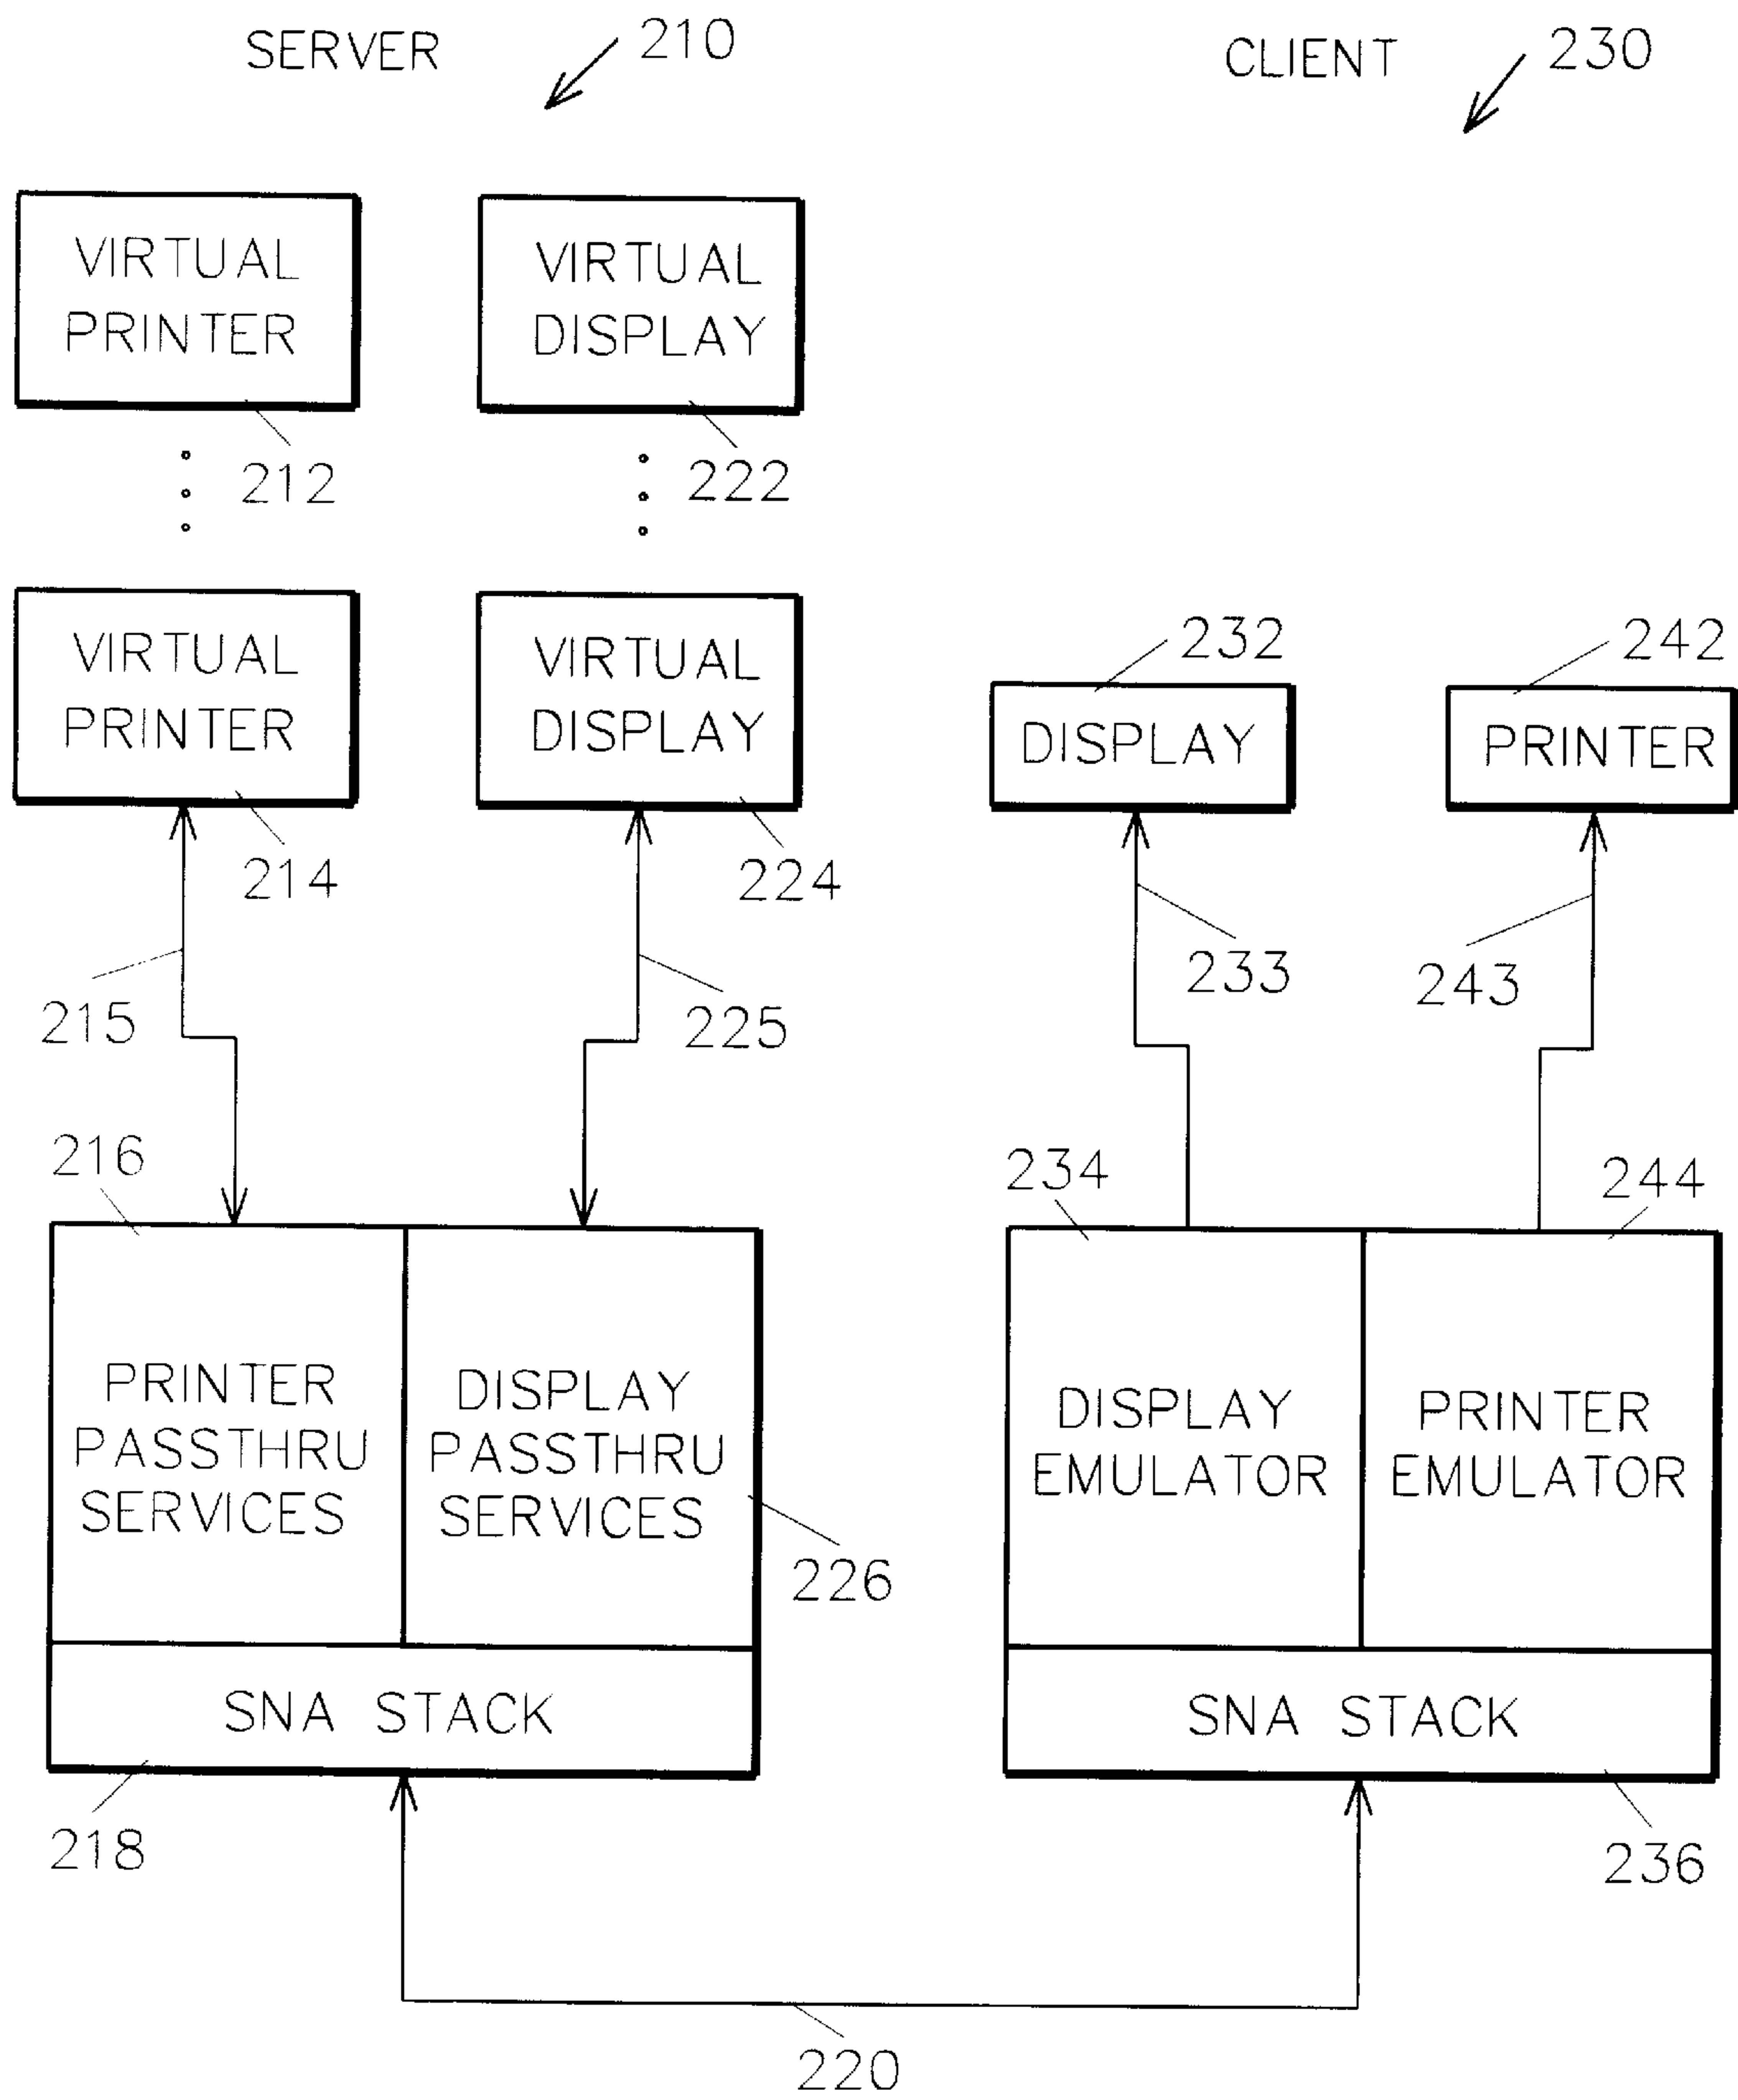 SERVER
210
CLIENT
230
VIRTUAL
PRINTER
VIRTUAL
DISPLAY
212
222
VIRTUAL
PRINTER
VIRTUAL
DISPLAY
232
DISPLAY
242
PRINTER
214
224
215
225
233
243
216
234
244
PRINTER
PASSTHRU
SERVICES
DISPLAY
PASSTHRU
SERVICES
226
DISPLAY
EMULATOR
PRINTER
EMULATOR
SNA STACK
SNA STACK
218
236
220